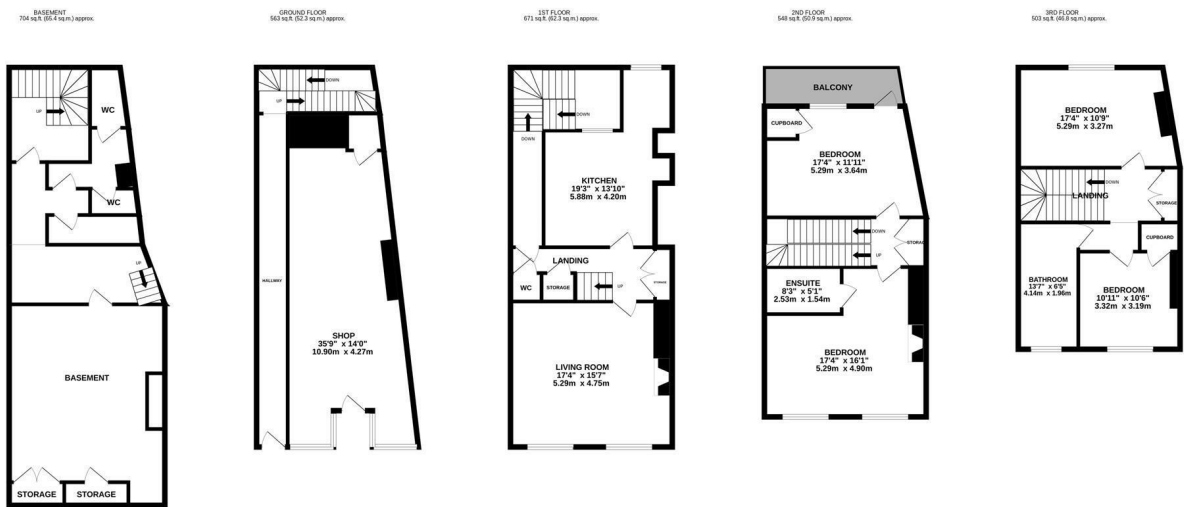 BASEMENT
704 sq.ft. (65.4 sq.m.) approx.
UP
WC
WC
UP
BASEMENT
STORAGE
STORAGE
GROUND FLOOR
563 sq.ft. (52.3 sq.m.) approx.
DOWN
UP
HALLWAY
SHOP
35'9" x 14'0"
10.90m x 4.27m
1ST FLOOR
671 sq.ft. (62.3 sq.m.) approx.
DOWN
DOWN
KITCHEN
19'3" x 13'10"
5.88m x 4.20m
LANDING
WC
STORAGE
UP
STORAGE
LIVING ROOM
17'4" x 15'7"
5.29m x 4.75m
2ND FLOOR
548 sq.ft. (50.9 sq.m.) approx.
BALCONY
CUPBOARD
BEDROOM
17'4" x 11'11"
5.29m x 3.64m
DOWN
STORAGE
UP
ENSUITE
8'3" x 5'1"
2.53m x 1.54m
BEDROOM
17'4" x 16'1"
5.29m x 4.90m
3RD FLOOR
503 sq.ft. (46.8 sq.m.) approx.
BEDROOM
17'4" x 10'9"
5.29m x 3.27m
DOWN
LANDING
STORAGE
CUPBOARD
BATHROOM
13'7" x 6'5"
4.14m x 1.96m
BEDROOM
10'11" x 10'6"
3.32m x 3.19m